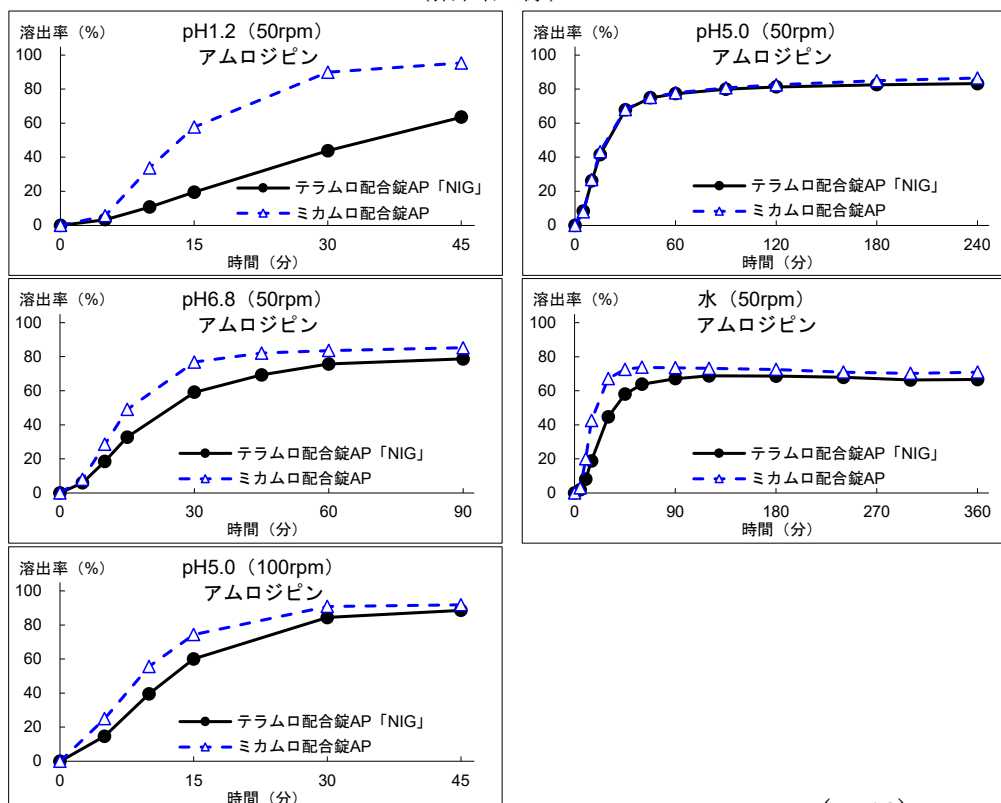 溶出率（%）
pH1.2（50rpm）
アムロジピン
100
80
60
40
20
0
テラムロ配合錠AP「NIG」
ミカムロ配合錠AP
0 15 30 45
時間（分）
溶出率（%）
pH5.0（50rpm）
アムロジピン
100
80
60
40
20
0
テラムロ配合錠AP「NIG」
ミカムロ配合錠AP
0 60 120 180 240
時間（分）
溶出率（%）
pH6.8（50rpm）
アムロジピン
100
80
60
40
20
0
テラムロ配合錠AP「NIG」
ミカムロ配合錠AP
0 30 60 90
時間（分）
溶出率（%）
水（50rpm）
アムロジピン
100
80
60
40
20
0
テラムロ配合錠AP「NIG」
ミカムロ配合錠AP
0 90 180 270 360
時間（分）
溶出率（%）
pH5.0（100rpm）
アムロジピン
100
80
60
40
20
0
テラムロ配合錠AP「NIG」
ミカムロ配合錠AP
0 15 30 45
時間（分）